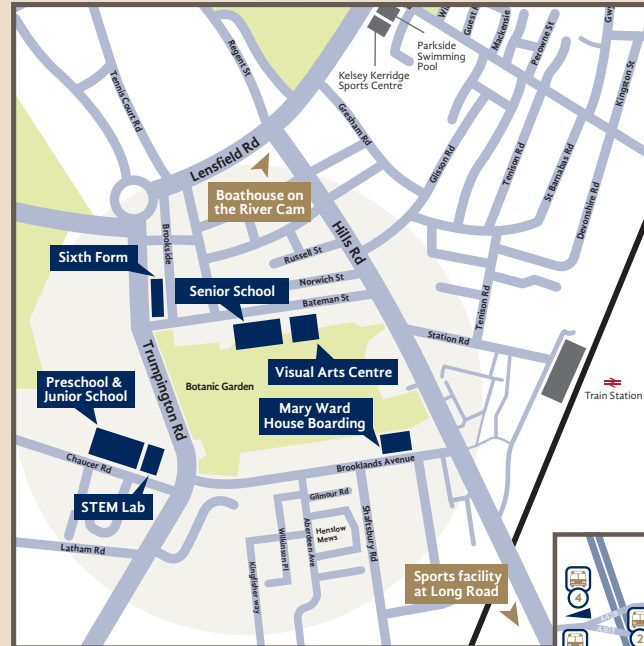 Tennis Court Rd
Regent St
Kelsey Kerridge
Sports Centre
Parkside
Swimming
Pool
Guest
Mackenzie
Perowne St
Kingston St
Gresham Rd
Glisson Rd
Tenison Rd
St Barnabas Rd
Devonshire Rd
Lensfield Rd
Boathouse on
the River Cam
Hills Rd
Brookside
Russell St
Sixth Form
Norwich St
Senior School
Bateman St
Tenison Rd
Station Rd
Trumpington Rd
Visual Arts Centre
Botanic Garden
Train Station
Preschool &
Junior School
Mary Ward
House Boarding
Chaucer Rd
Brooklands Avenue
STEM Lab
Gilmour Rd
Henslow
Mews
Latham Rd
Wilkinson Pl
Aberdeen Ave
Shaftsbury Rd
Kingfisher way
Sports facility
at Long Road
4
2